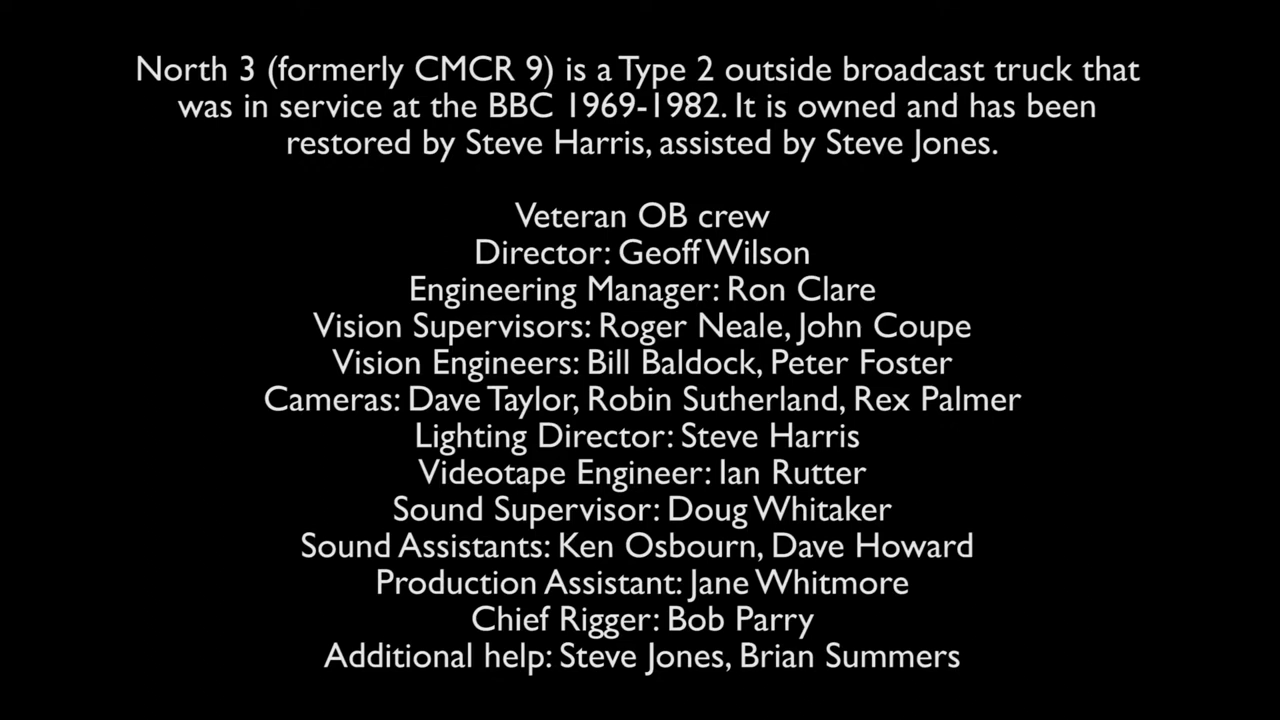 North 3 (formerly CMCR 9) is a Type 2 outside broadcast truck that
was in service at the BBC 1969-1982. It is owned and has been
restored by Steve Harris, assisted by Steve Jones.
Veteran OB crew
Director: Geoff Wilson
Engineering Manager: Ron Clare
Vision Supervisors: Roger Neale, John Coupe
Vision Engineers: Bill Baldock, Peter Foster
Cameras: Dave Taylor, Robin Sutherland, Rex Palmer
Lighting Director: Steve Harris
Videotape Engineer: Ian Rutter
Sound Supervisor: Doug Whitaker
Sound Assistants: Ken Osbourn, Dave Howard
Production Assistant: Jane Whitmore
Chief Rigger: Bob Parry
Additional help: Steve Jones, Brian Summers